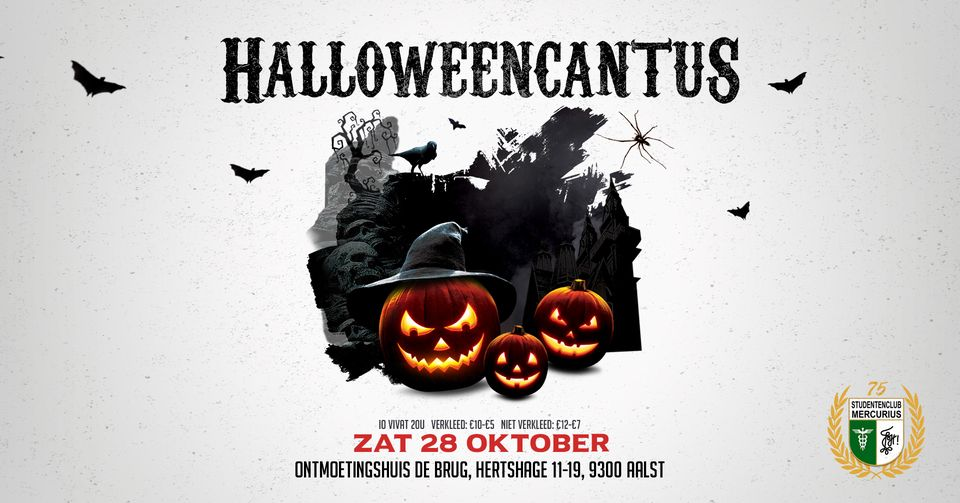 HALLOWEENCANTUS
75
STUDENTENCLUB
MERCURIUS
IO VIVAT 20U VERKLEED: €10-€5 NIET VERKLEED: €12-€7
ZAT 28 OKTOBER
ONTMOETINGSHUIS DE BRUG, HERTSHAGE 11-19, 9300 AALST